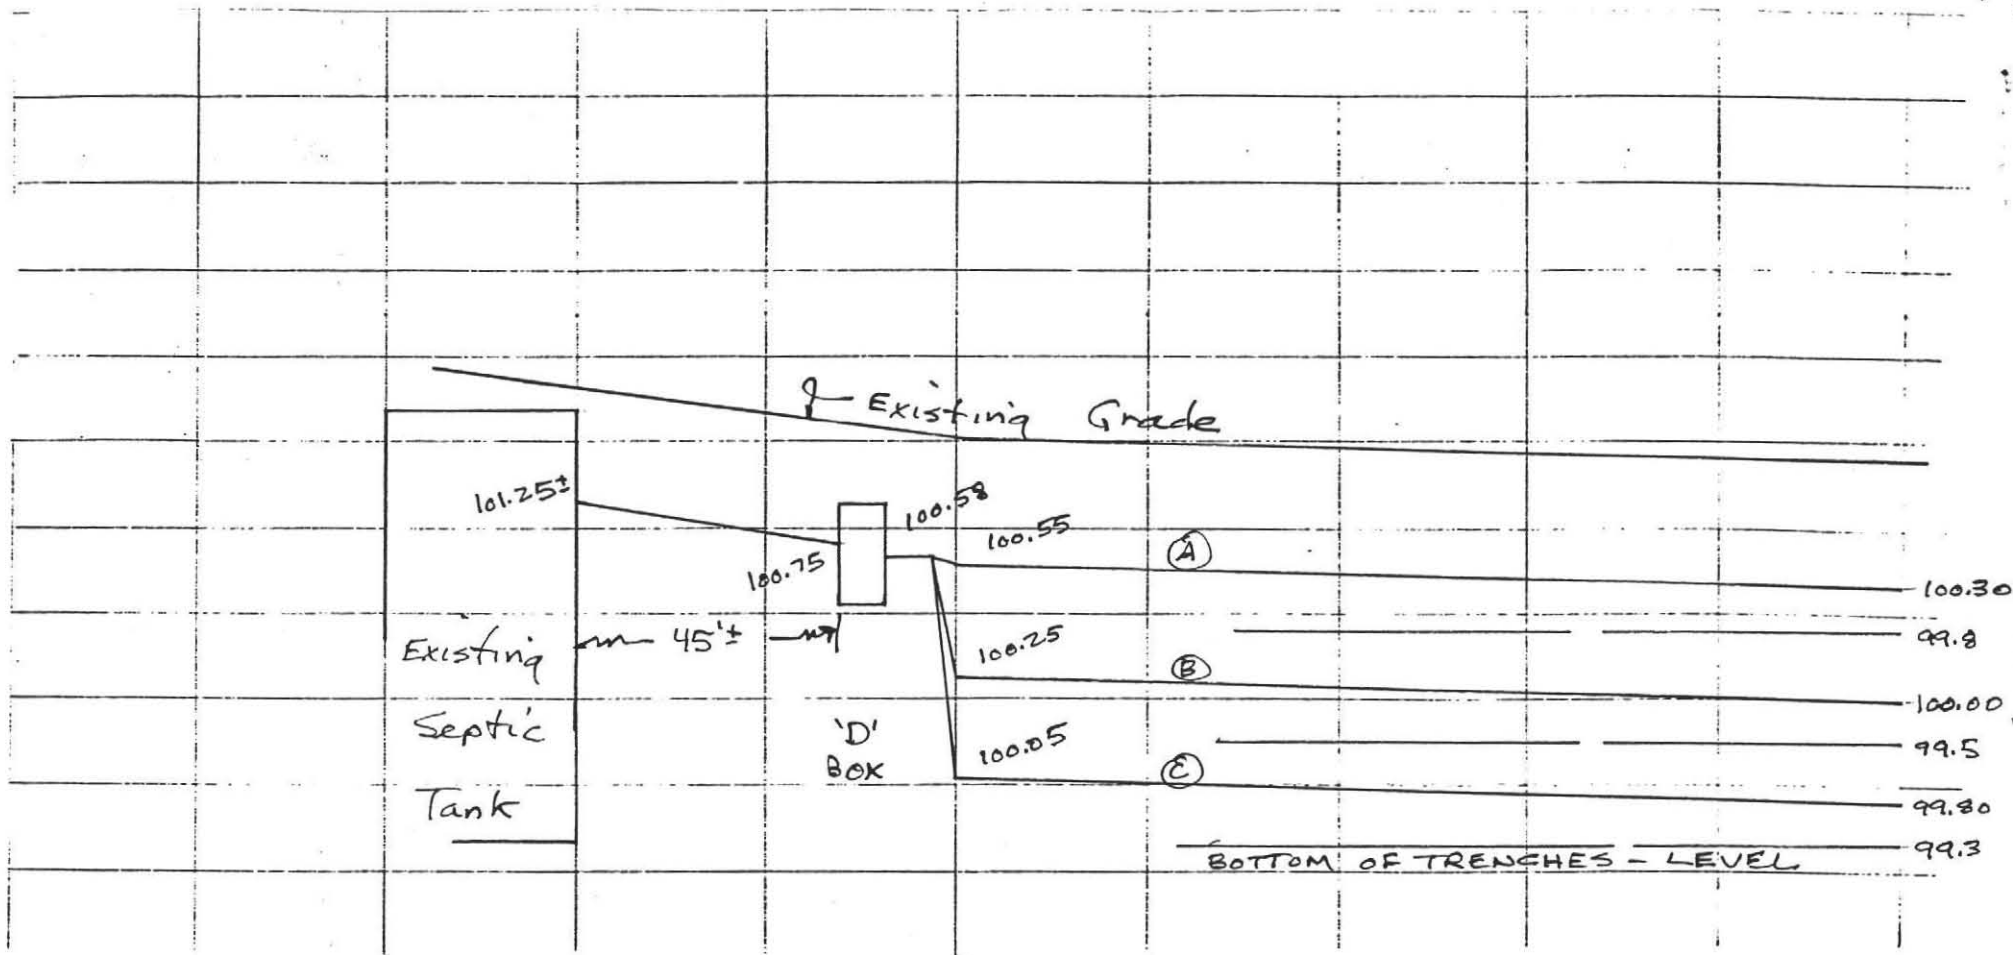 Existing Grade
101.25±
100.58
100.55
Ⓐ
100.75
100.30
99.8
45'±
Existing
Septic
Tank
100.25
Ⓑ
100.00
'D'
Box
99.5
100.05
Ⓒ
99.80
99.3
BOTTOM OF TRENCHES - LEVEL